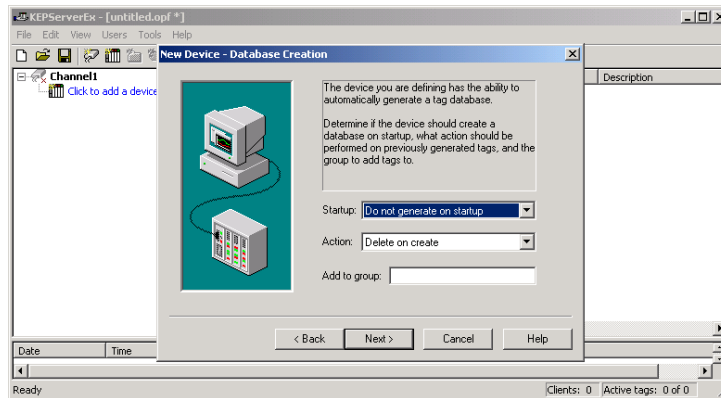 KEPServerEx - [untitled.opf *]
File Edit View Users Tools Help
New Device - Database Creation
Channel1
Click to add a device
Description
The device you are defining has the ability to
automatically generate a tag database.
Determine if the device should create a
database on startup, what action should be
performed on previously generated tags, and the
group to add tags to.
Startup: Do not generate on startup
Action: Delete on create
Add to group:
< Back Next > Cancel Help
Date Time
Ready Clients: 0 Active tags: 0 of 0